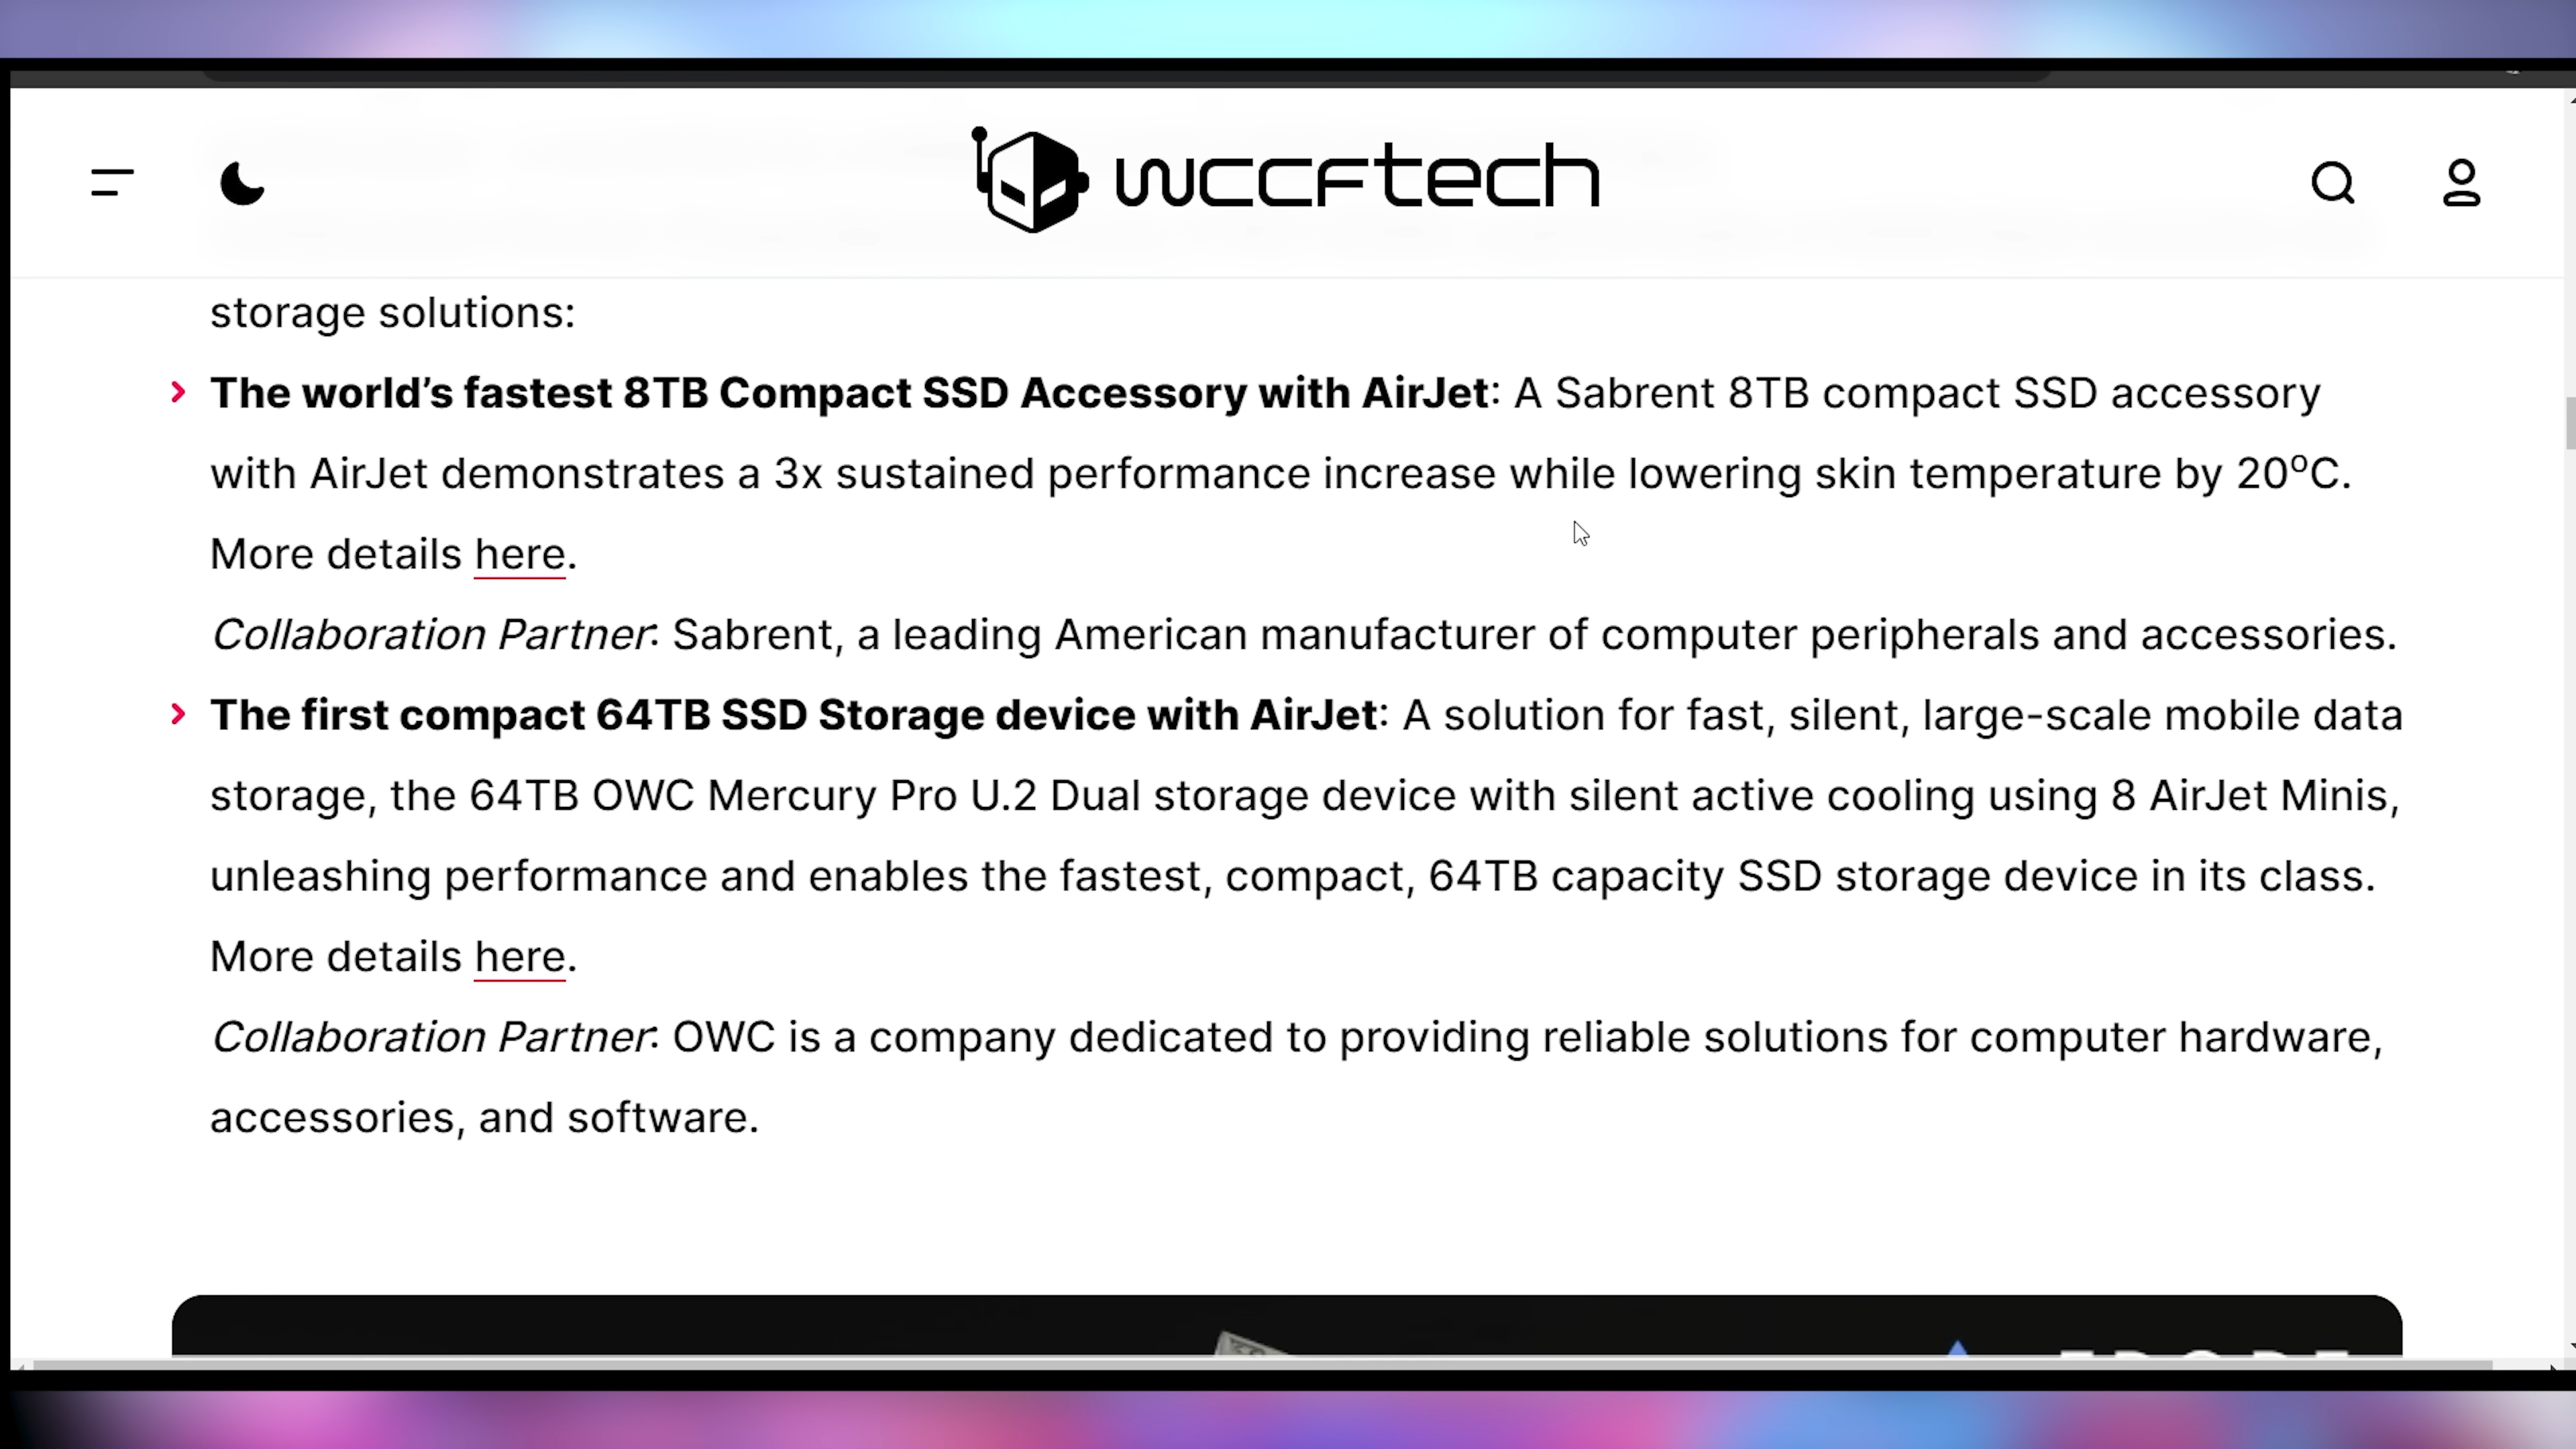 wccftech
storage solutions:
The world’s fastest 8TB Compact SSD Accessory with AirJet: A Sabrent 8TB compact SSD accessory
with AirJet demonstrates a 3x sustained performance increase while lowering skin temperature by 20ºC.
More details here.
Collaboration Partner: Sabrent, a leading American manufacturer of computer peripherals and accessories.
The first compact 64TB SSD Storage device with AirJet: A solution for fast, silent, large-scale mobile data
storage, the 64TB OWC Mercury Pro U.2 Dual storage device with silent active cooling using 8 AirJet Minis,
unleashing performance and enables the fastest, compact, 64TB capacity SSD storage device in its class.
More details here.
Collaboration Partner: OWC is a company dedicated to providing reliable solutions for computer hardware,
accessories, and software.